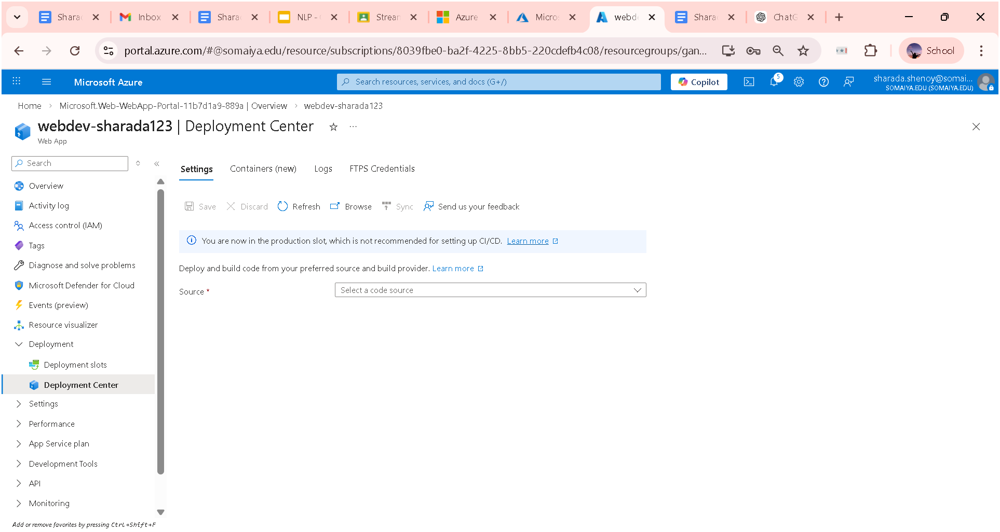 Shara
Inbox
Shara
NLP -
Strear
Azure
Micros
webd
Shara
ChatG
portal.azure.com/#@somaiya.edu/resource/subscriptions/8039fbe0-ba2f-4225-8bb5-220cdefb4c08/resourcegroups/gan...
School
Microsoft Azure
Search resources, services, and docs (G+/)
Copilot
5
sharada.shenoy@somai...
SOMAIYA.EDU (SOMAIYA.EDU)
Home > Microsoft.Web-WebApp-Portal-11b7d1a9-889a | Overview > webdev-sharada123
webdev-sharada123 | Deployment Center
Web App
Search
Overview
Activity log
Access control (IAM)
Tags
Diagnose and solve problems
Microsoft Defender for Cloud
Events (preview)
Resource visualizer
Deployment
Deployment slots
Deployment Center
Settings
Performance
App Service plan
Development Tools
API
Monitoring
Add or remove favorites by pressing Ctrl+Shift+F
Settings
Containers (new)
Logs
FTPS Credentials
Save
Discard
Refresh
Browse
Sync
Send us your feedback
You are now in the production slot, which is not recommended for setting up CI/CD. Learn more
Deploy and build code from your preferred source and build provider. Learn more
Source *
Select a code source